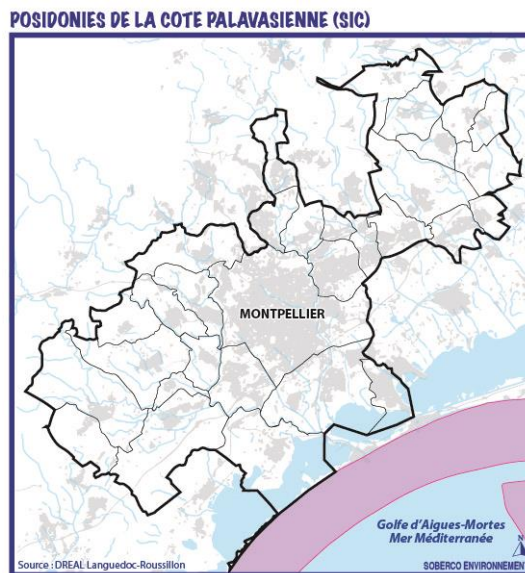 POSIDONIES DE LA COTE PALAVASIENNE (SIC)
MONTPELLIER
Golfe d'Aigues-Mortes
Mer Méditerranée
N
Source : DREAL Languedoc-Roussillon
SOBERCO ENVIRONNEMENT